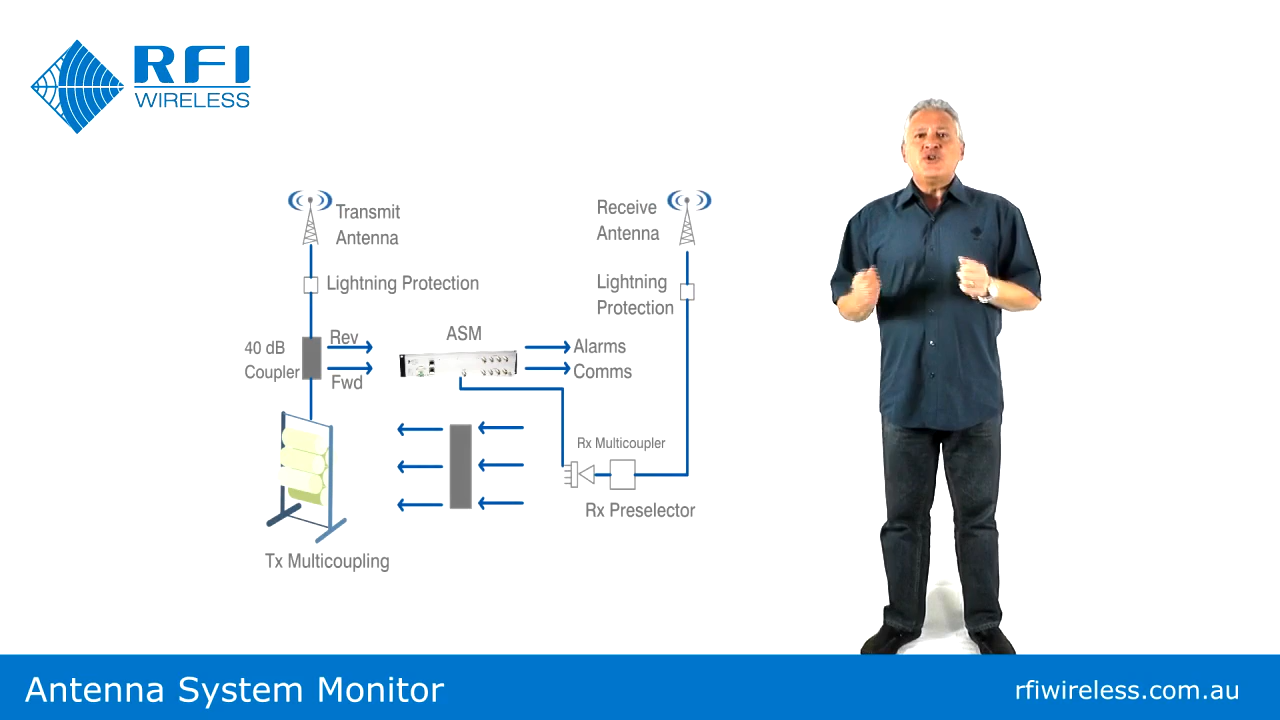 RFI
WIRELESS
Transmit
Antenna
Receive
Antenna
Lightning Protection
Lightning
Protection
Rev
ASM
40 dB
Coupler
Fwd
Alarms
Comms
Rx Multicoupler
Rx Preselector
Tx Multicoupling
Antenna System Monitor
rfiwireless.com.au